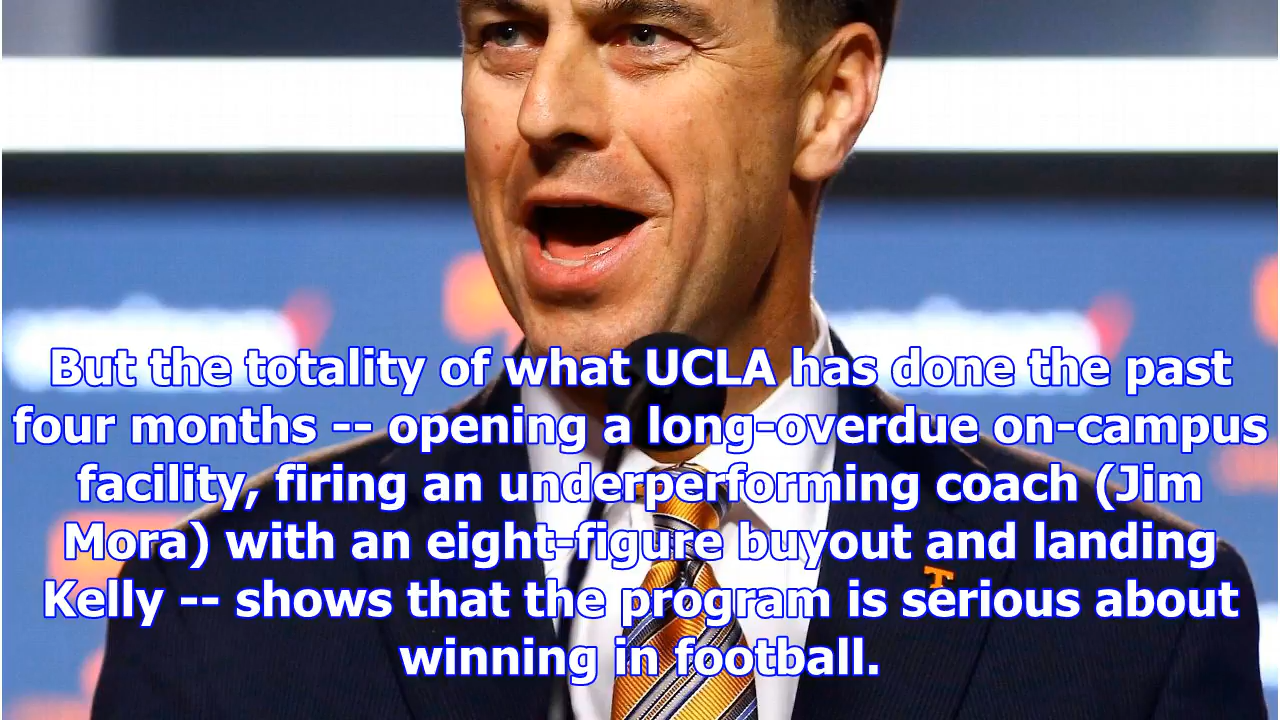 But the totality of what UCLA has done the past
four months -- opening a long-overdue on-campus
facility, firing an underperforming coach (Jim
Mora) with an eight-figure buyout and landing
Kelly -- shows that the program is serious about
winning in football.
T